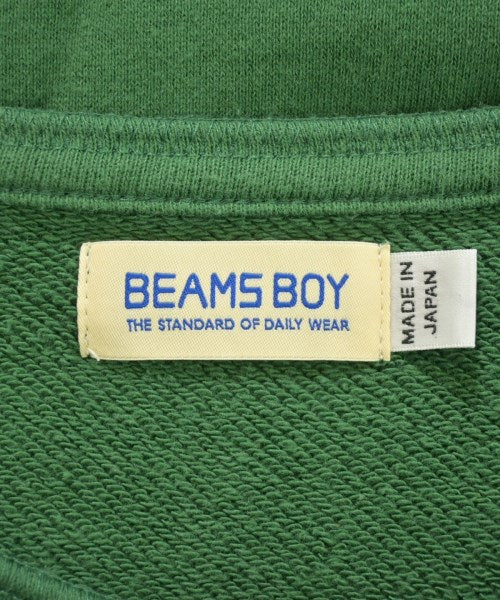 BEAMS BOY
THE STANDARD OF DAILY WEAR
MADE IN
JAPAN